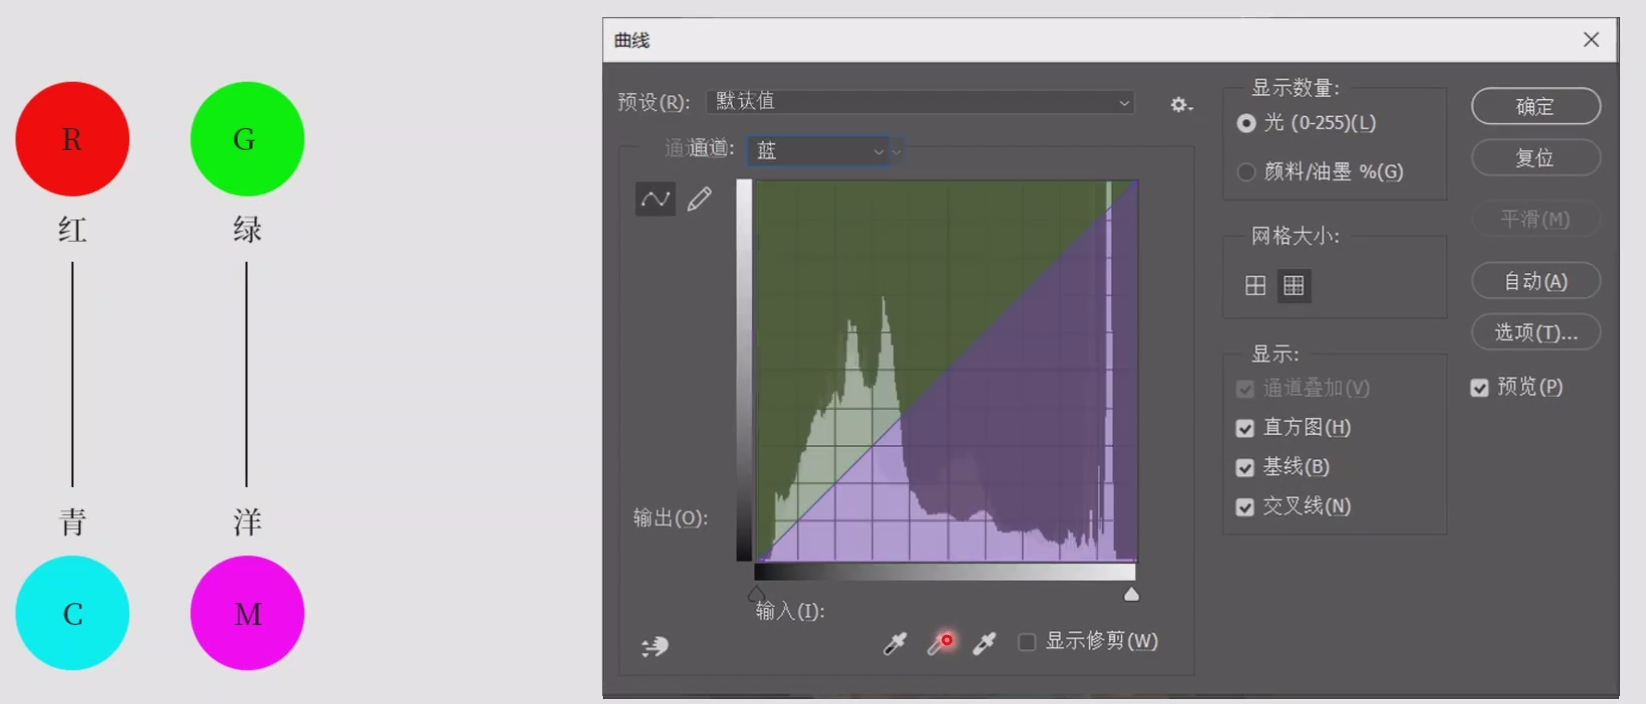 R G
红 绿
青 洋
C M
曲线
预设(R): 默认值
通道: 蓝
输出(O):
输入(I):
显示修剪(W)
显示数量:
光 (0-255)(L)
颜料/油墨 %(G)
网格大小:
显示:
通道叠加(V)
直方图(H)
基线(B)
交叉线(N)
确定
复位
平滑(M)
自动(A)
选项(T)...
预览(P)